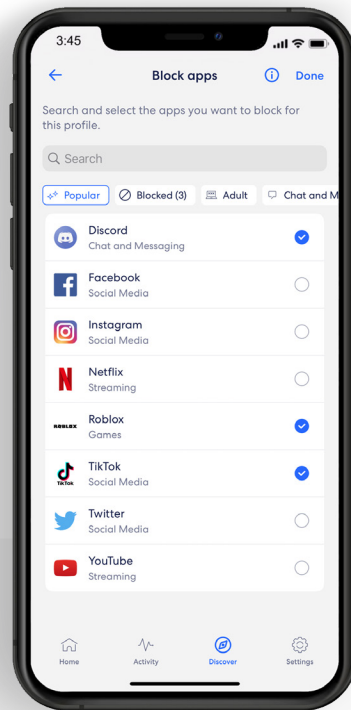 3:45
Block apps
Done
Search and select the apps you want to block for
this profile.
Search
Popular
Blocked (3)
Adult
Chat and M
Discord
Chat and Messaging
Facebook
Social Media
Instagram
Social Media
Netflix
Streaming
ROBLOX
Roblox
Games
TikTok
TikTok
Social Media
Twitter
Social Media
YouTube
Streaming
Home
Activity
Discover
Settings